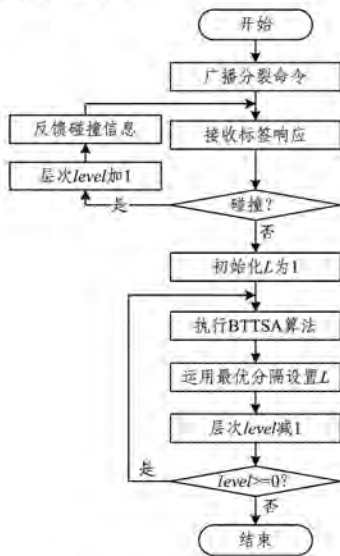 开始
广播分裂命令
反馈碰撞信息
接收标签响应
层次level加1
是
碰撞?
否
初始化L为1
执行BTTSA算法
运用最优分隔设置L
层次level减1
是
level>=0?
否
结束